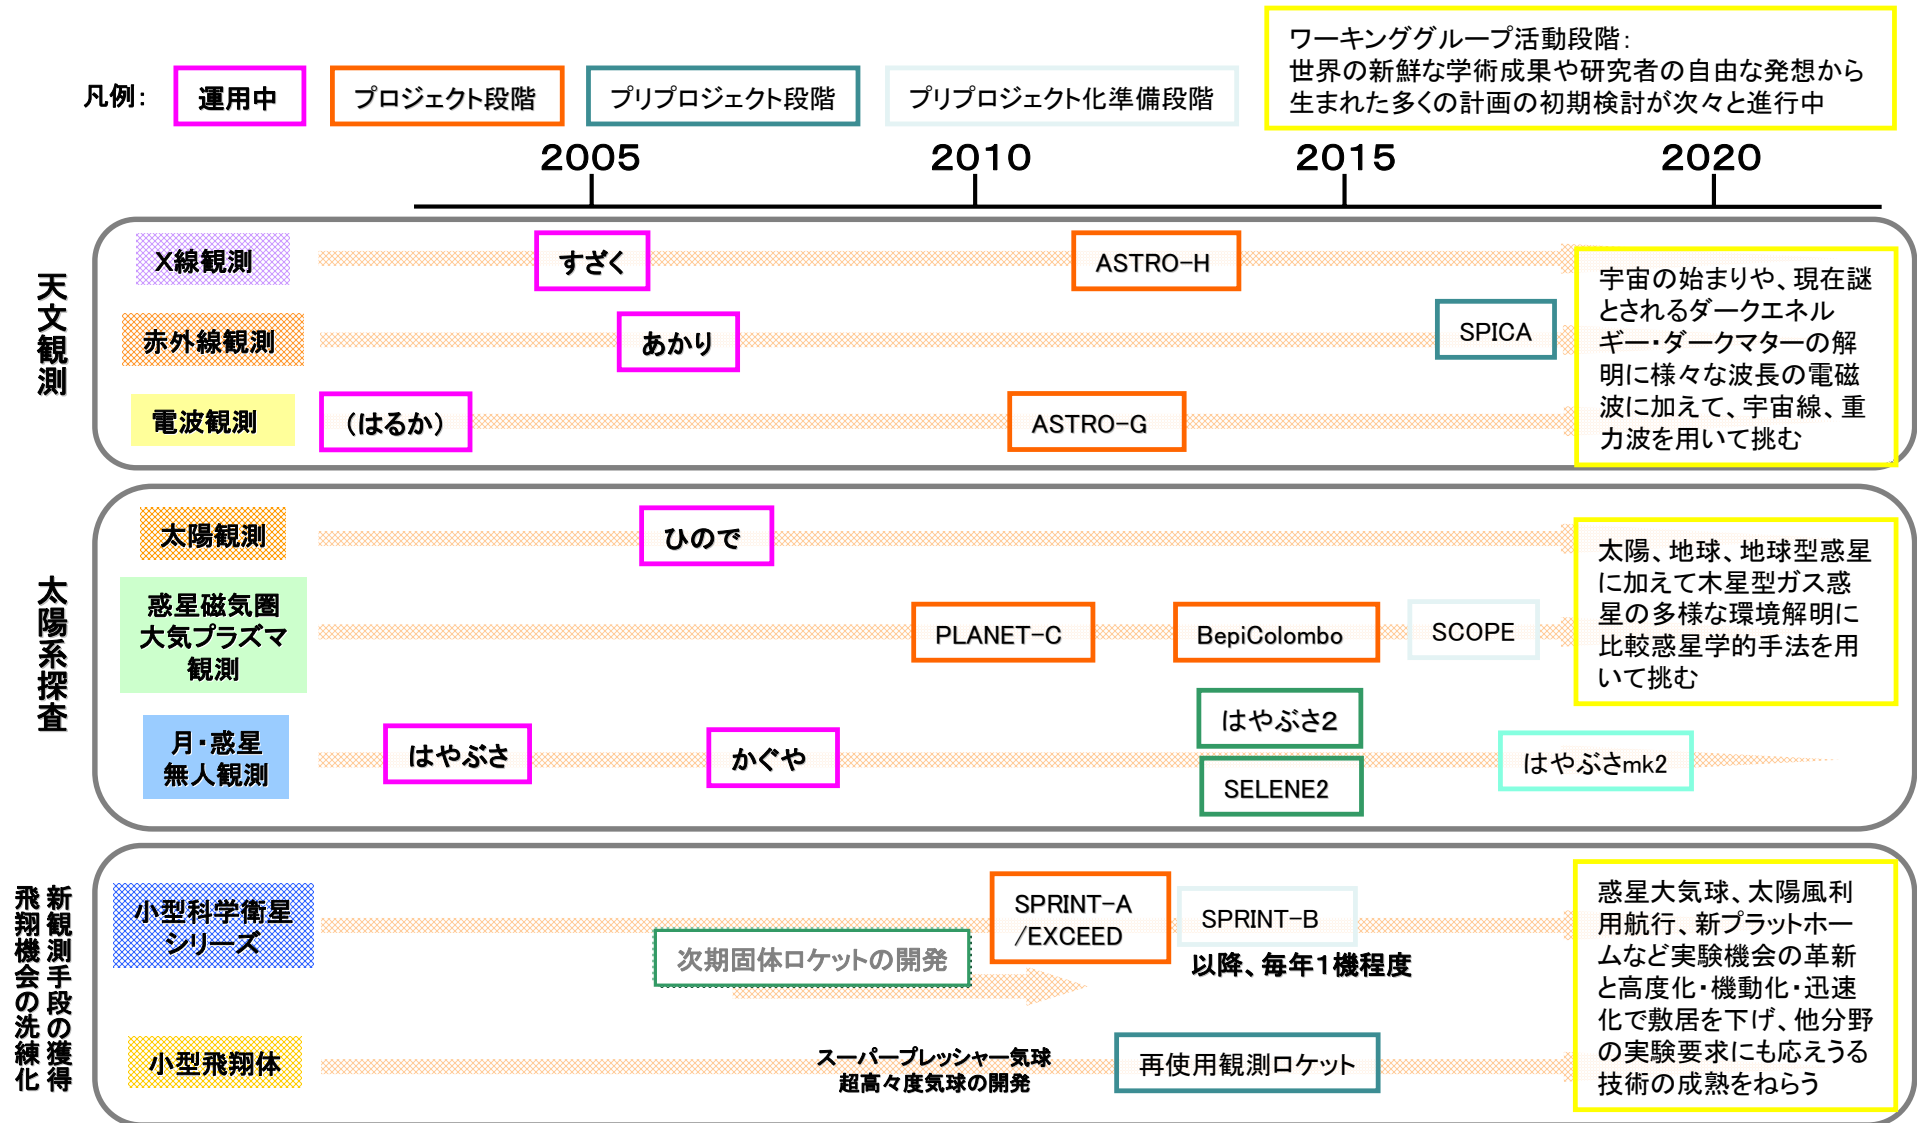 凡例：
運用中
プロジェクト段階
プリプロジェクト段階
プリプロジェクト化準備段階
ワーキンググループ活動段階：
世界の新鮮な学術成果や研究者の自由な発想から
生まれた多くの計画の初期検討が次々と進行中
2005
2010
2015
2020
天文観測
X線観測
すざく
ASTRO-H
赤外線観測
あかり
SPICA
電波観測
（はるか）
ASTRO-G
宇宙の始まりや、現在謎
とされるダークエネル
ギー・ダークマターの解
明に様々な波長の電磁
波に加えて、宇宙線、重
力波を用いて挑む
太陽系探査
太陽観測
ひので
惑星磁気圏
大気プラズマ
観測
PLANET-C
BepiColombo
SCOPE
太陽、地球、地球型惑星
に加えて木星型ガス惑
星の多様な環境解明に
比較惑星学的手法を用
いて挑む
月・惑星
無人観測
はやぶさ
かぐや
はやぶさ2
SELENE2
はやぶさmk2
新観測手段の獲得
飛翔機会の洗練化
小型科学衛星
シリーズ
次期固体ロケットの開発
SPRINT-A
/EXCEED
SPRINT-B
以降、毎年１機程度
小型飛翔体
スーパープレッシャー気球
超高々度気球の開発
再使用観測ロケット
惑星大気球、太陽風利
用航行、新プラットホー
ムなど実験機会の革新
と高度化・機動化・迅速
化で敷居を下げ、他分野
の実験要求にも応えうる
技術の成熟をねらう